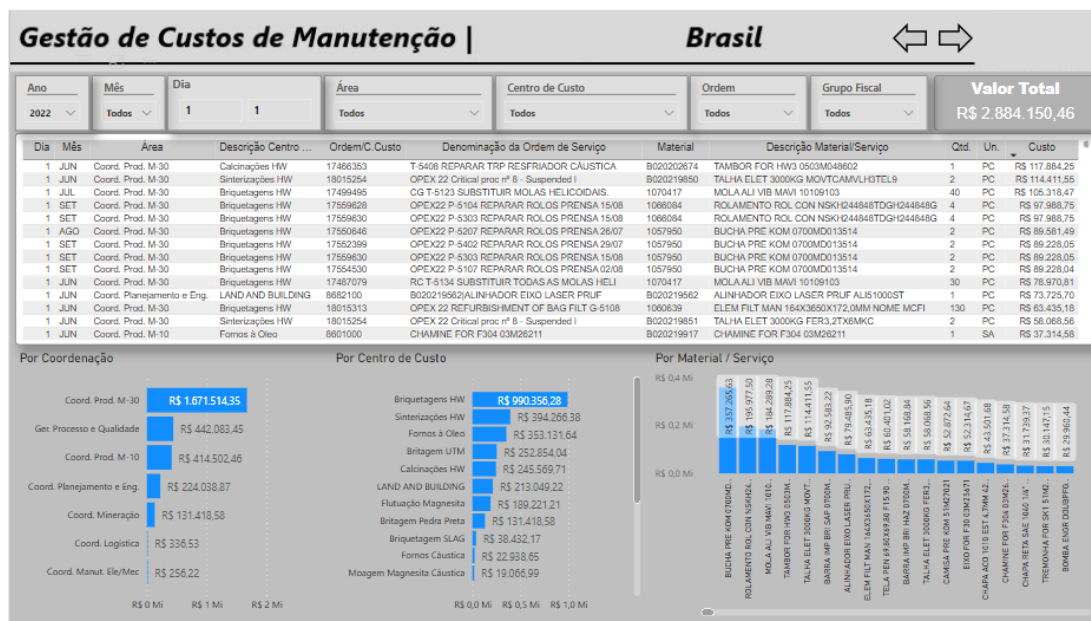 Gestão de Custos de Manutenção | Brasil
Ano Mês Dia Área Centro de Custo Ordem Grupo Fiscal Valor Total
2022 Todos 1 1 Todos Todos Todos Todos R$ 2.884.150,46
Dia Mês Área Descrição Centro ... Ordem/C.Custo Denominação da Ordem de Serviço Material Descrição Material/Serviço Qtd. Un. Custo
1 JUN Coord. Prod. M-30 Calcinações HW 17466353 T-5408 REPARAR TRP RESFRIADOR CÁUSTICA B020202674 TAMBOR FOR HW3 0503M048602 1 PC R$ 117.884,25
1 JUN Coord. Prod. M-30 Sinterizações HW 18015254 OPEX 22 Critical proc nº 8 - Suspended I B020219850 TALHA ELET 3000KG MOVTCAMVLH3TEL9 2 PC R$ 114.411,55
1 JUL Coord. Prod. M-30 Briquetagens HW 17499495 CG T-5123 SUBSTITUIR MOLAS HELICOIDAIS. 1070417 MOLA ALI VIB MAVI 10109103 40 PC R$ 105.318,47
1 SET Coord. Prod. M-30 Briquetagens HW 17559628 OPEX22 P-5104 REPARAR ROLOS PRENSA 15/08 1066084 ROLAMENTO ROL CON NSKH244848TDGH244848G 4 PC R$ 97.988,75
1 SET Coord. Prod. M-30 Briquetagens HW 17559630 OPEX22 P-5303 REPARAR ROLOS PRENSA 15/08 1066084 ROLAMENTO ROL CON NSKH244848TDGH244848G 4 PC R$ 97.988,75
1 AGO Coord. Prod. M-30 Briquetagens HW 17550646 OPEX22 P-5207 REPARAR ROLOS PRENSA 26/07 1057950 BUCHA PRE KOM 0700MD013514 2 PC R$ 89.581,49
1 SET Coord. Prod. M-30 Briquetagens HW 17552399 OPEX22 P-5402 REPARAR ROLOS PRENSA 29/07 1057950 BUCHA PRE KOM 0700MD013514 2 PC R$ 89.228,05
1 SET Coord. Prod. M-30 Briquetagens HW 17559630 OPEX22 P-5303 REPARAR ROLOS PRENSA 15/08 1057950 BUCHA PRE KOM 0700MD013514 2 PC R$ 89.228,05
1 SET Coord. Prod. M-30 Briquetagens HW 17554530 OPEX22 P-5107 REPARAR ROLOS PRENSA 02/08 1057950 BUCHA PRE KOM 0700MD013514 2 PC R$ 89.228,04
1 JUN Coord. Prod. M-30 Briquetagens HW 17487079 RC T-5134 SUBSTITUIR TODAS AS MOLAS HELI 1070417 MOLA ALI VIB MAVI 10109103 30 PC R$ 78.970,81
1 JUN Coord. Planejamento e Eng. LAND AND BUILDING 8682100 B020219562|ALINHADOR EIXO LASER PRUF B020219562 ALINHADOR EIXO LASER PRUF ALI51000ST 1 PC R$ 73.725,70
1 JUN Coord. Prod. M-30 Briquetagens HW 18015313 OPEX 22 REFURBISHMENT OF BAG FILT G-5108 1060639 ELEM FILT MAN 164X3650X172,0MM NOME MCFI 130 PC R$ 63.435,18
1 JUN Coord. Prod. M-30 Sinterizações HW 18015254 OPEX 22 Critical proc nº 8 - Suspended I B020219851 TALHA ELET 3000KG FER3,2TX6MKC 2 PC R$ 58.068,56
1 JUN Coord. Prod. M-10 Fornos à Óleo 8601000 CHAMINE FOR F304 03M26211 B020219917 CHAMINE FOR F304 03M26211 1 SA R$ 37.314,58
Por Coordenação
Coord. Prod. M-30 R$ 1.671.514,35
Ger. Processo e Qualidade R$ 442.083,45
Coord. Prod. M-10 R$ 414.502,46
Coord. Planejamento e Eng. R$ 224.038,87
Coord. Mineração R$ 131.418,58
Coord. Logística R$ 336,53
Coord. Manut. Ele/Mec R$ 256,22
R$ 0 Mi R$ 1 Mi R$ 2 Mi
Por Centro de Custo
Briquetagens HW R$ 990.356,28
Sinterizações HW R$ 394.266,38
Fornos à Óleo R$ 353.131,64
Britagem UTM R$ 252.854,04
Calcinações HW R$ 245.569,71
LAND AND BUILDING R$ 213.049,22
Flutuação Magnesita R$ 189.221,21
Britagem Pedra Preta R$ 131.418,58
Briquetagem SLAG R$ 38.432,17
Fornos Cáustica R$ 22.938,65
Moagem Magnesita Cáustica R$ 19.066,99
R$ 0,0 Mi R$ 0,5 Mi R$ 1,0 Mi
Por Material / Serviço
R$ 0,4 Mi
R$ 0,2 Mi
R$ 0,0 Mi
R$ 357.265,63
R$ 195.977,50
R$ 184.289,28
R$ 117.884,25
R$ 114.411,55
R$ 92.583,22
R$ 79.485,90
R$ 63.435,18
R$ 60.401,02
R$ 58.168,84
R$ 58.068,56
R$ 52.872,64
R$ 52.314,67
R$ 43.501,68
R$ 37.314,58
R$ 31.739,37
R$ 30.147,15
R$ 29.960,44
BUCHA PRE KOM 0700MD...
ROLAMENTO ROL CON NSKH24...
MOLA ALI VIB MAVI 1010...
TAMBOR FOR HW3 0503M...
TALHA ELET 3000KG MOVT...
BARRA IMP BRI SAP 0700M...
ALINHADOR EIXO LASER PRU...
ELEM FILT MAN 164X3650X172,...
TELA PEN 69,80X69,80 F15.90...
BARRA IMP BRI HAZ 0700M...
TALHA ELET 3000KG FER3,...
CAMISA PRE KOM 51M27021
EIXO FOR F30 03M25671
CHAPA ACO 1010 EST 4,7MM 42...
CHAMINE FOR F304 03M26...
CHAPA RETA SAE 1040 1/4" ...
TREMONHA FOR SK1 51M2...